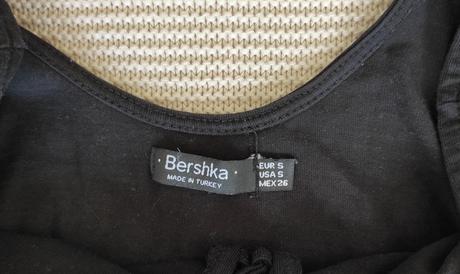 · Bershka ·
MADE IN TURKEY
EUR S
USA S
MEX 26